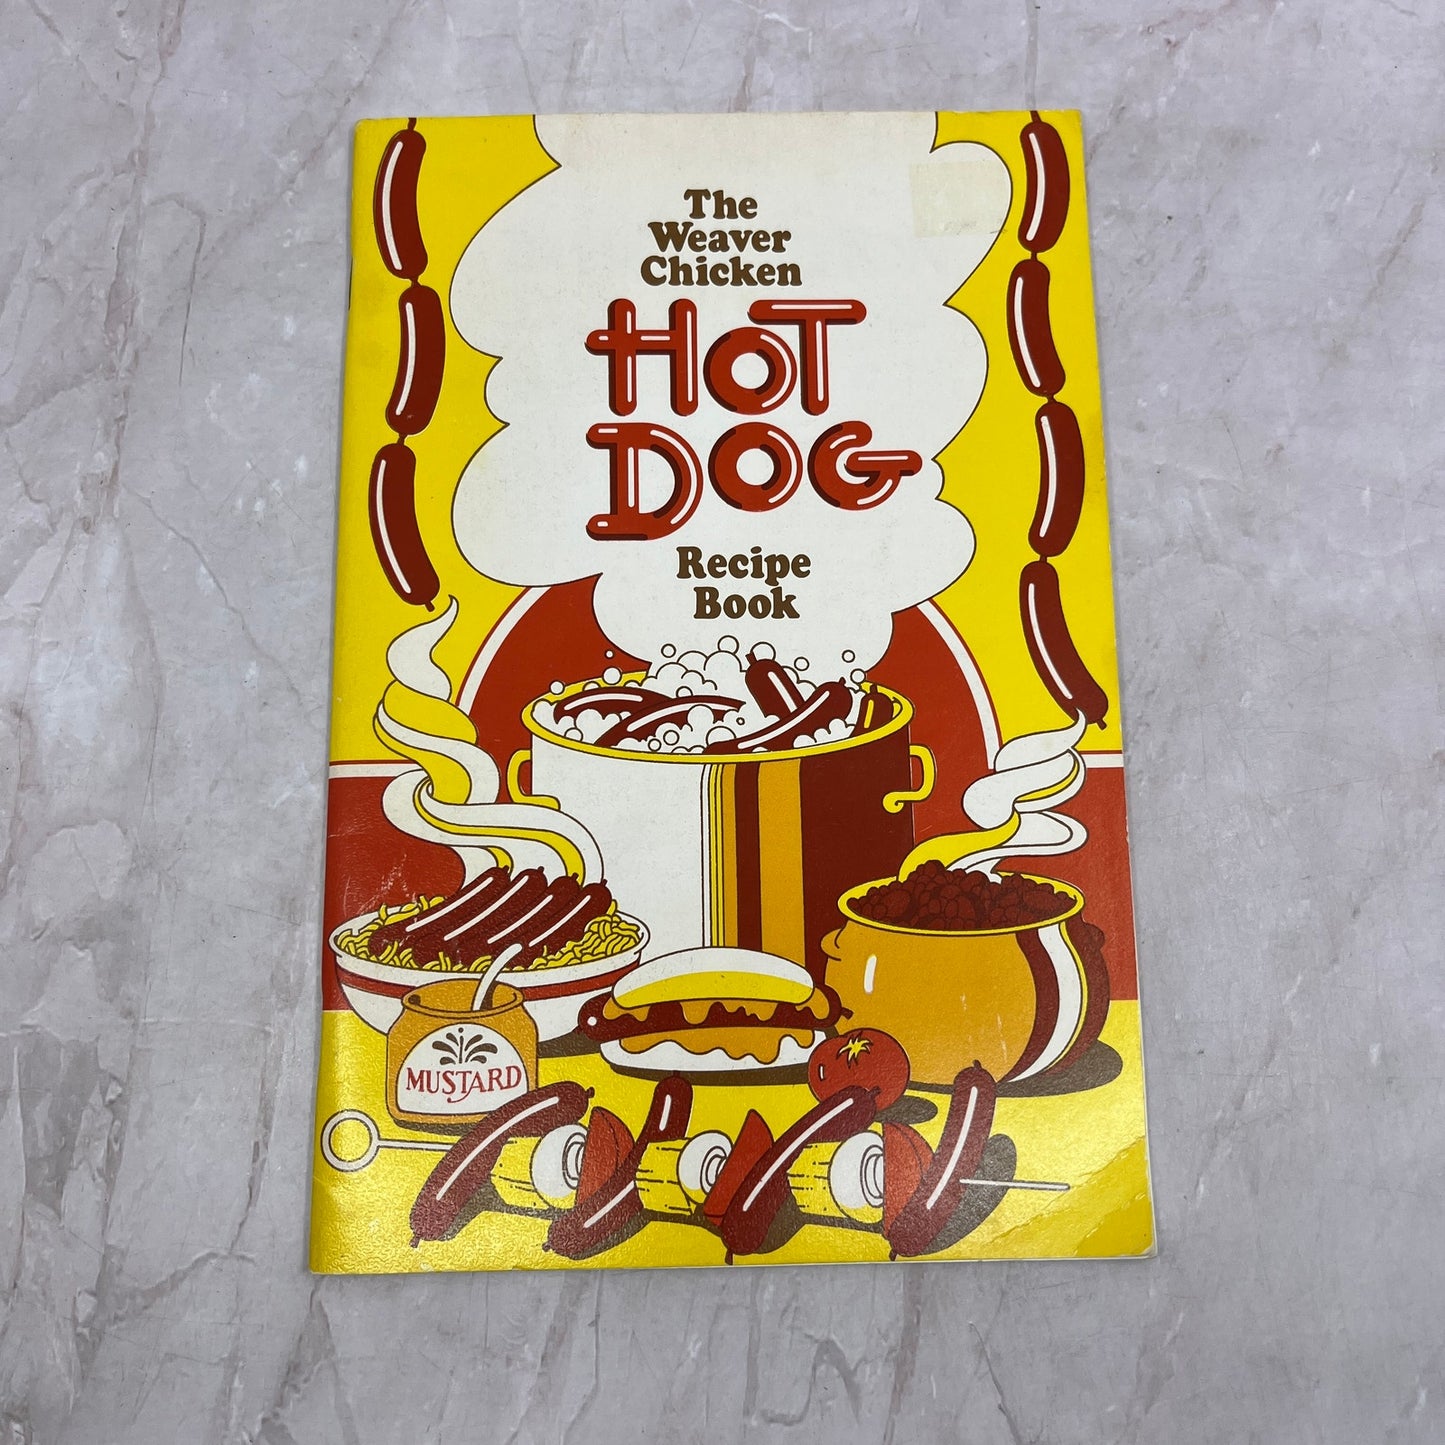 The
Weaver
Chicken
HOT
DOG
Recipe
Book
MUSTARD